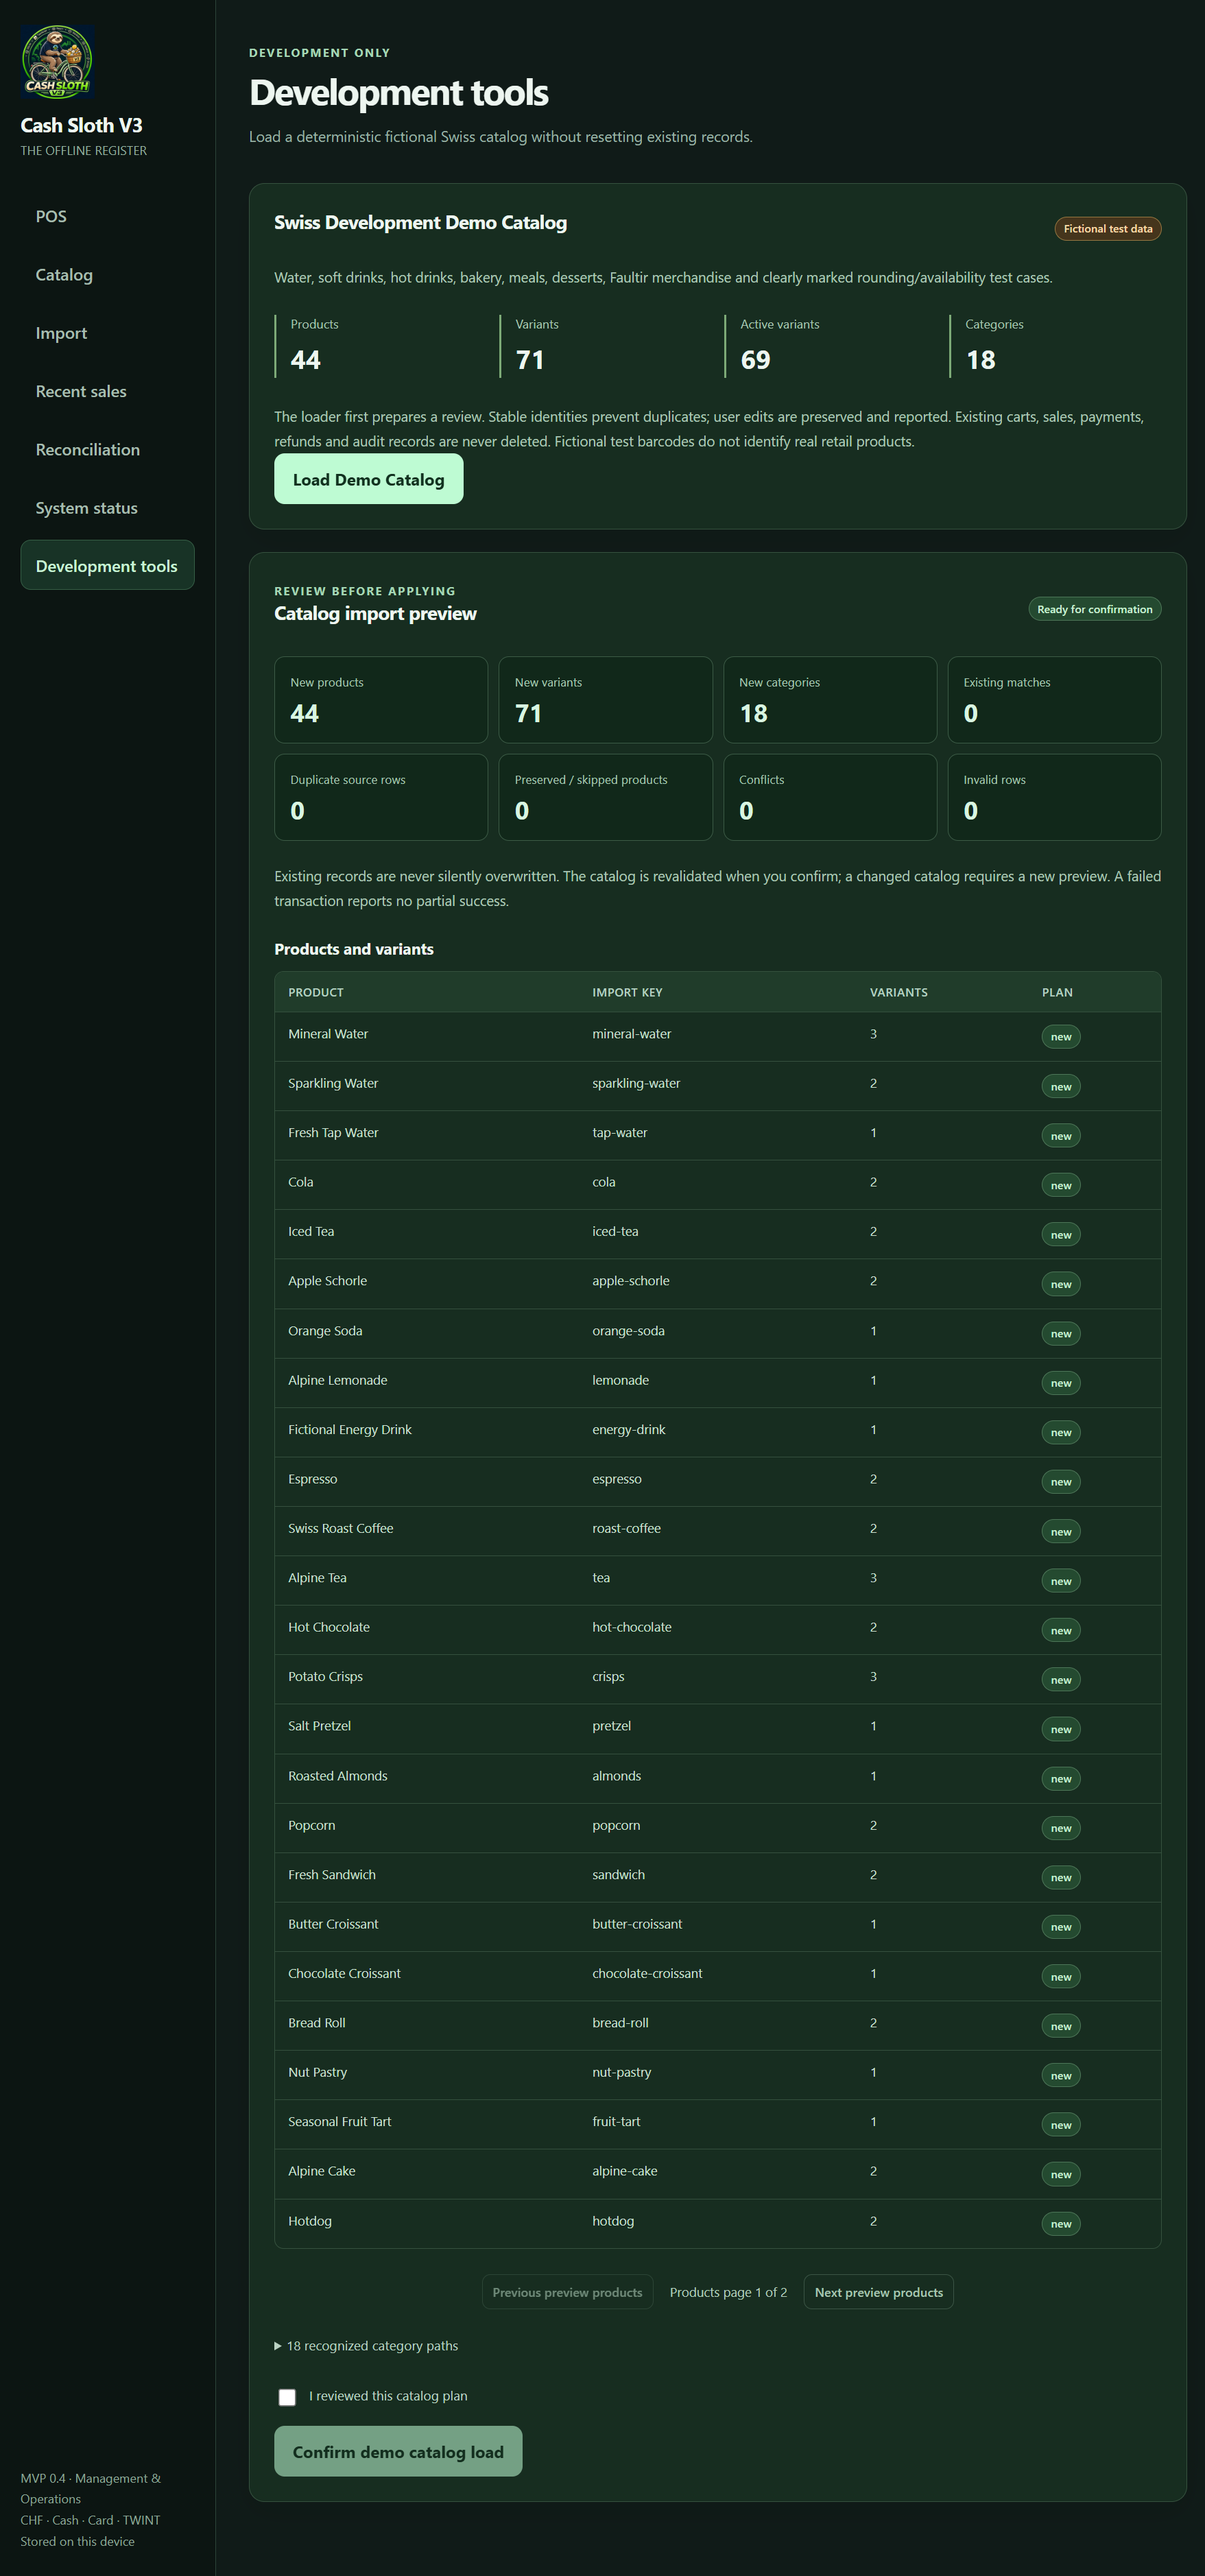 CASH SLOTH
V3
Cash Sloth V3
THE OFFLINE REGISTER
POS
Catalog
Import
Recent sales
Reconciliation
System status
Development tools
MVP 0.4 · Management &
Operations
CHF · Cash · Card · TWINT
Stored on this device
DEVELOPMENT ONLY
Development tools
Load a deterministic fictional Swiss catalog without resetting existing records.
Swiss Development Demo Catalog
Fictional test data
Water, soft drinks, hot drinks, bakery, meals, desserts, Faultir merchandise and clearly marked rounding/availability test cases.
Products Variants Active variants Categories
44 71 69 18
The loader first prepares a review. Stable identities prevent duplicates; user edits are preserved and reported. Existing carts, sales, payments,
refunds and audit records are never deleted. Fictional test barcodes do not identify real retail products.
Load Demo Catalog
REVIEW BEFORE APPLYING
Catalog import preview
Ready for confirmation
New products New variants New categories Existing matches
44 71 18 0
Duplicate source rows Preserved / skipped products Conflicts Invalid rows
0 0 0 0
Existing records are never silently overwritten. The catalog is revalidated when you confirm; a changed catalog requires a new preview. A failed
transaction reports no partial success.
Products and variants
PRODUCT IMPORT KEY VARIANTS PLAN
Mineral Water mineral-water 3 new
Sparkling Water sparkling-water 2 new
Fresh Tap Water tap-water 1 new
Cola cola 2 new
Iced Tea iced-tea 2 new
Apple Schorle apple-schorle 2 new
Orange Soda orange-soda 1 new
Alpine Lemonade lemonade 1 new
Fictional Energy Drink energy-drink 1 new
Espresso espresso 2 new
Swiss Roast Coffee roast-coffee 2 new
Alpine Tea tea 3 new
Hot Chocolate hot-chocolate 2 new
Potato Crisps crisps 3 new
Salt Pretzel pretzel 1 new
Roasted Almonds almonds 1 new
Popcorn popcorn 2 new
Fresh Sandwich sandwich 2 new
Butter Croissant butter-croissant 1 new
Chocolate Croissant chocolate-croissant 1 new
Bread Roll bread-roll 2 new
Nut Pastry nut-pastry 1 new
Seasonal Fruit Tart fruit-tart 1 new
Alpine Cake alpine-cake 2 new
Hotdog hotdog 2 new
Previous preview products Products page 1 of 2 Next preview products
18 recognized category paths
I reviewed this catalog plan
Confirm demo catalog load